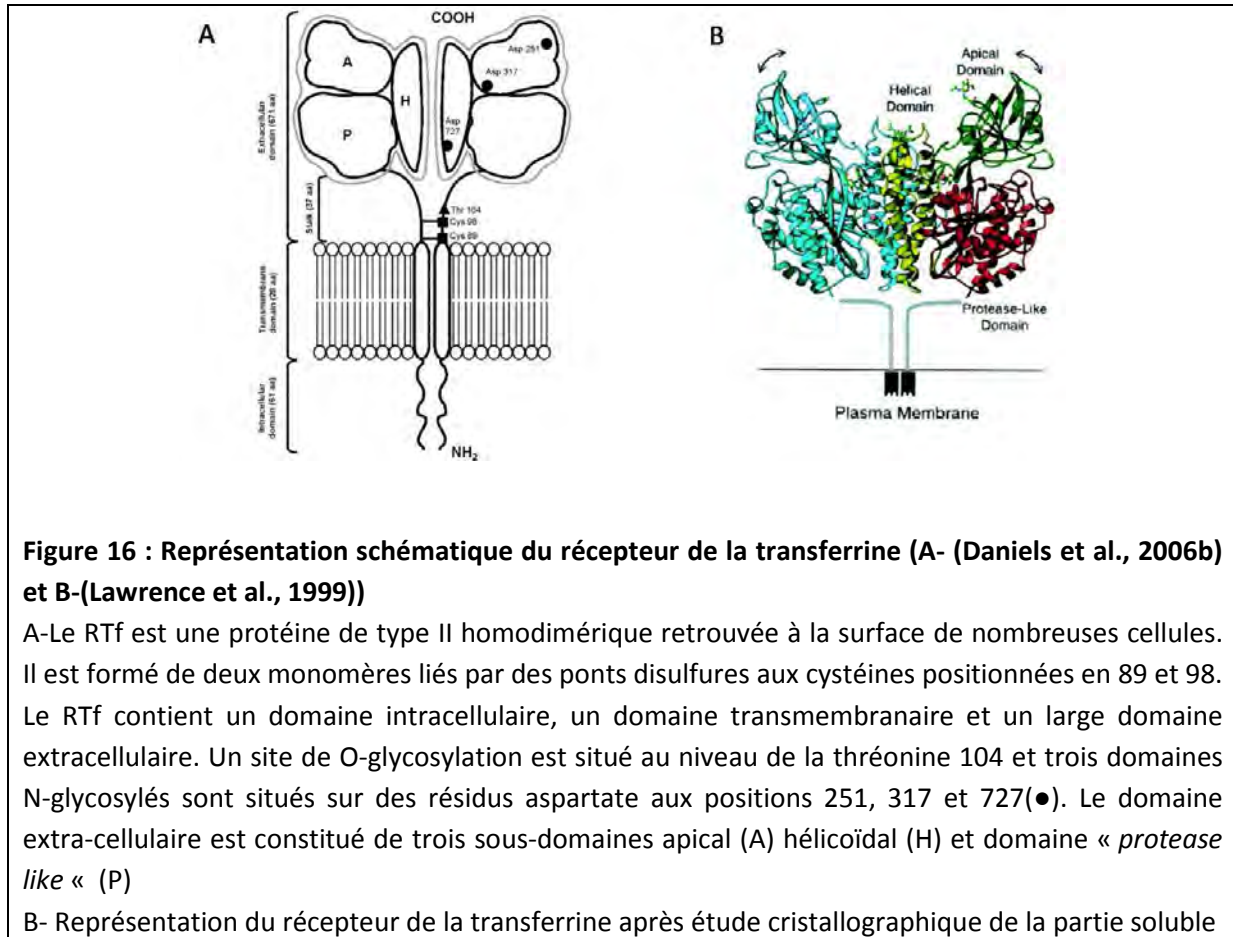 A
COOH
Asp 251
Asp 317
A
H
Asp
727
P
Extracellular
domain (671 aa)
Stalk (37 aa)
Thr 104
Cys 98
Cys 89
Transmembrane
domain (28 aa)
Intracellular
domain (61 aa)
NH₂
B
Apical
Domain
Helical
Domain
Protease-Like
Domain
Plasma Membrane
Figure 16 : Représentation schématique du récepteur de la transferrine (A- (Daniels et al., 2006b)
et B-(Lawrence et al., 1999))
A-Le RTf est une protéine de type II homodimérique retrouvée à la surface de nombreuses cellules.
Il est formé de deux monomères liés par des ponts disulfures aux cystéines positionnées en 89 et 98.
Le RTf contient un domaine intracellulaire, un domaine transmembranaire et un large domaine
extracellulaire. Un site de O-glycosylation est situé au niveau de la thréonine 104 et trois domaines
N-glycosylés sont situés sur des résidus aspartate aux positions 251, 317 et 727(●). Le domaine
extra-cellulaire est constitué de trois sous-domaines apical (A) hélicoïdal (H) et domaine « protease
like « (P)
B- Représentation du récepteur de la transferrine après étude cristallographique de la partie soluble